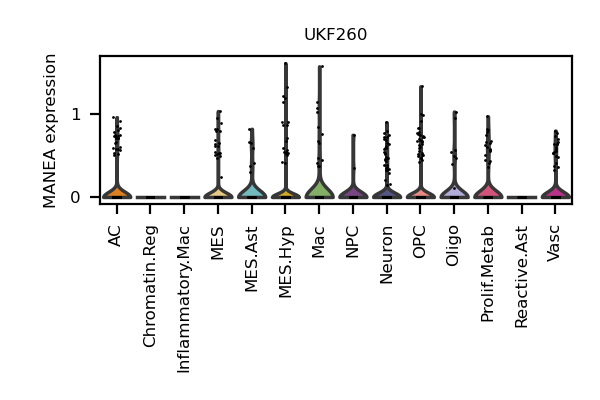 UKF260
MANEA expression
1
0
AC
Chromatin.Reg
Inflammatory.Mac
MES
MES.Ast
MES.Hyp
Mac
NPC
Neuron
OPC
Oligo
Prolif.Metab
Reactive.Ast
Vasc